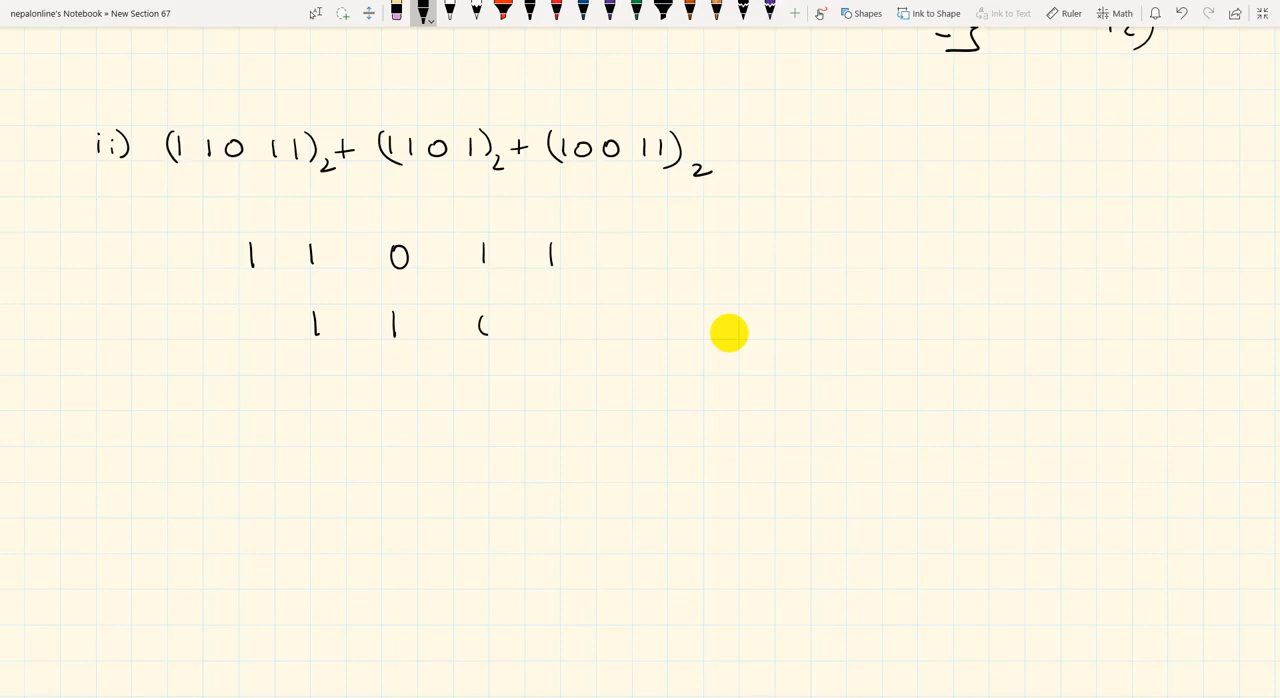 nepalonline's Notebook » New Section 67
Shapes Ink to Shape Ink to Text Ruler Math
ii) (1 1 0 1 1)₂ + (1 1 0 1)₂ + (1 0 0 1 1)₂
1 1 0 1 1
1 1